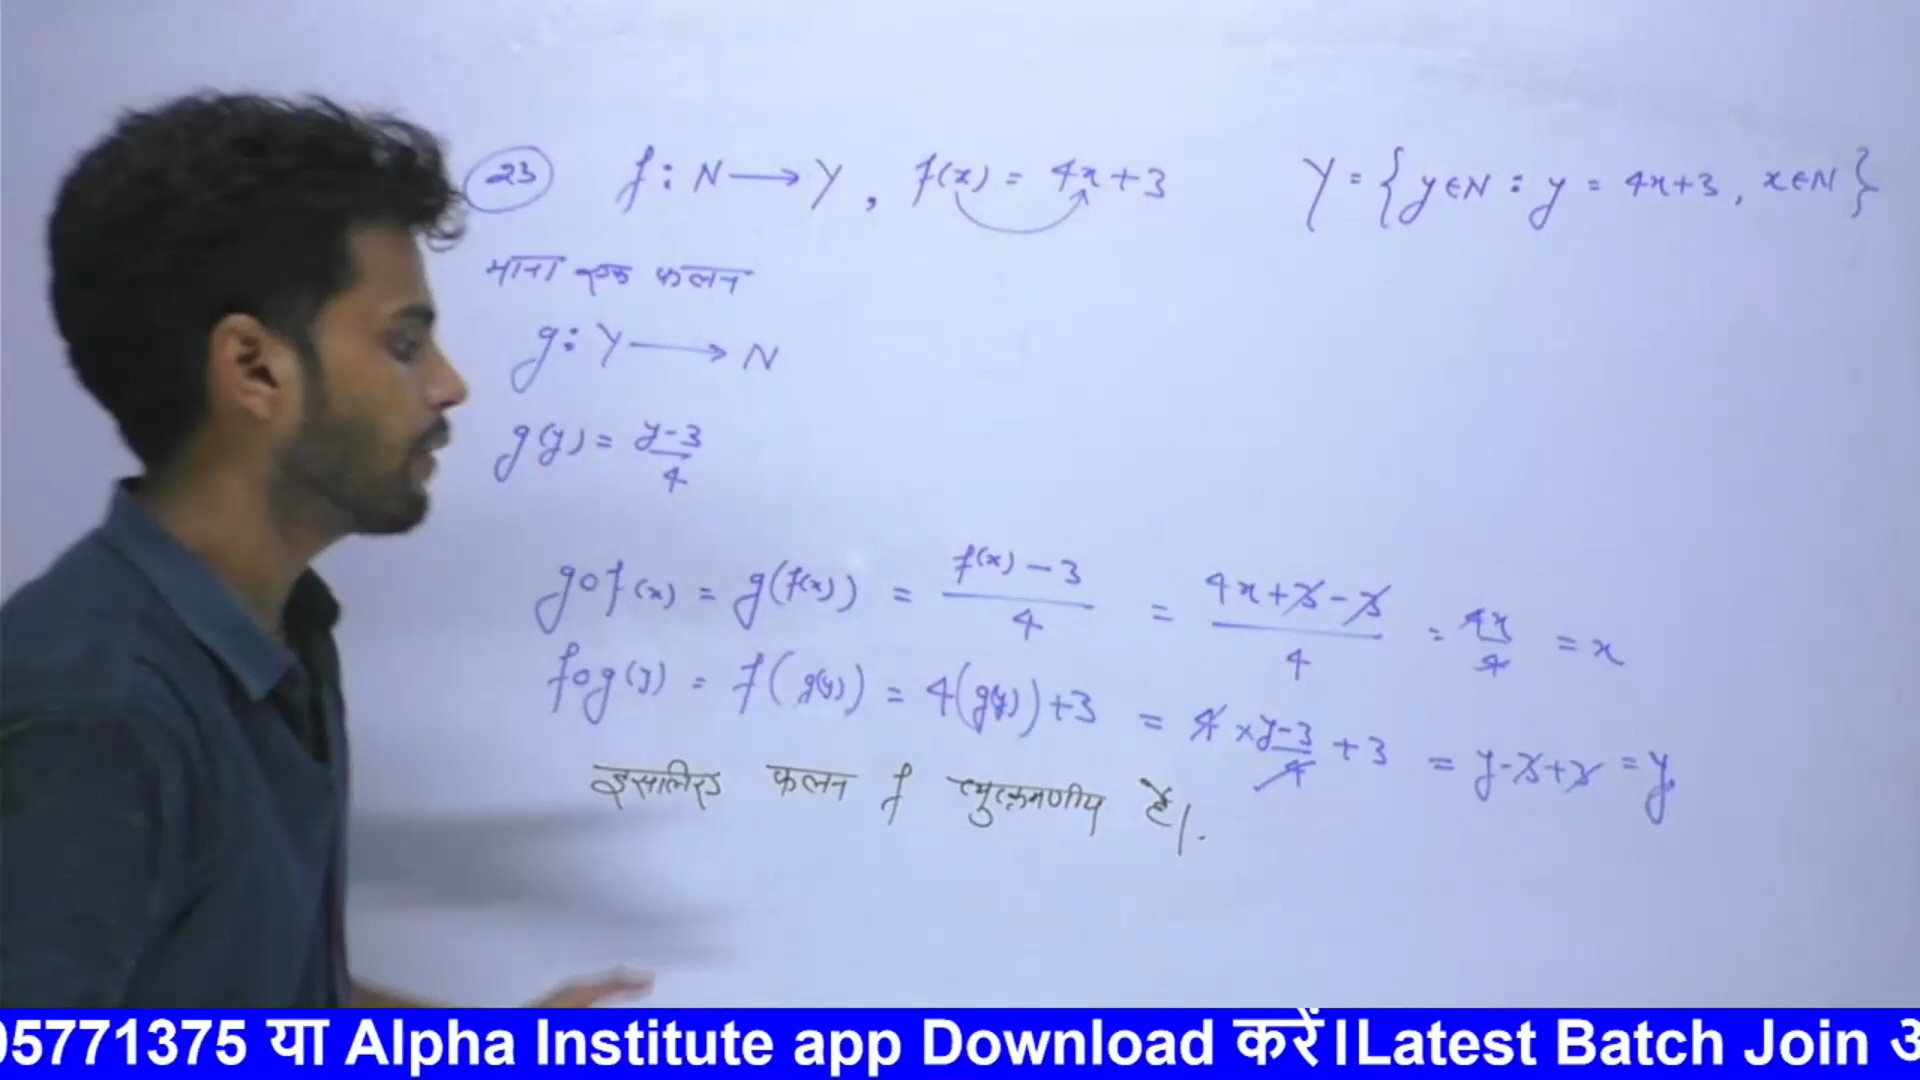 23 f : N → Y , f(x) = 4x+3 Y = { y ∈ N : y = 4x+3, x ∈ N }
माना एक फलन
g : Y → N
g(y) = (y-3)/4
gof(x) = g(f(x)) = (f(x) - 3)/4 = (4x+3-3)/4 = 4x/4 = x
fog(y) = f(g(y)) = 4(g(y))+3 = 4 × (y-3)/4 + 3 = y-3+3 = y
इसलिए फलन f व्युत्क्रमणीय है।
05771375 या Alpha Institute app Download करें।Latest Batch Join